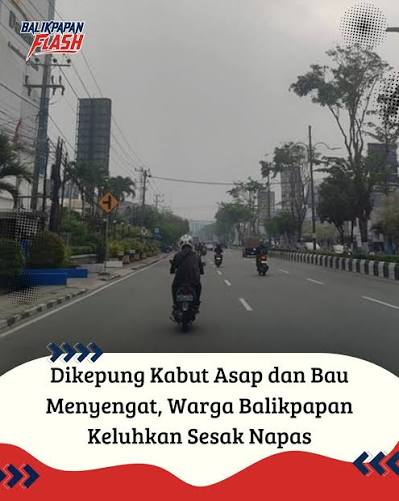 BALIKPAPAN
FLASH
Dikepung Kabut Asap dan Bau
Menyengat, Warga Balikpapan
Keluhkan Sesak Napas